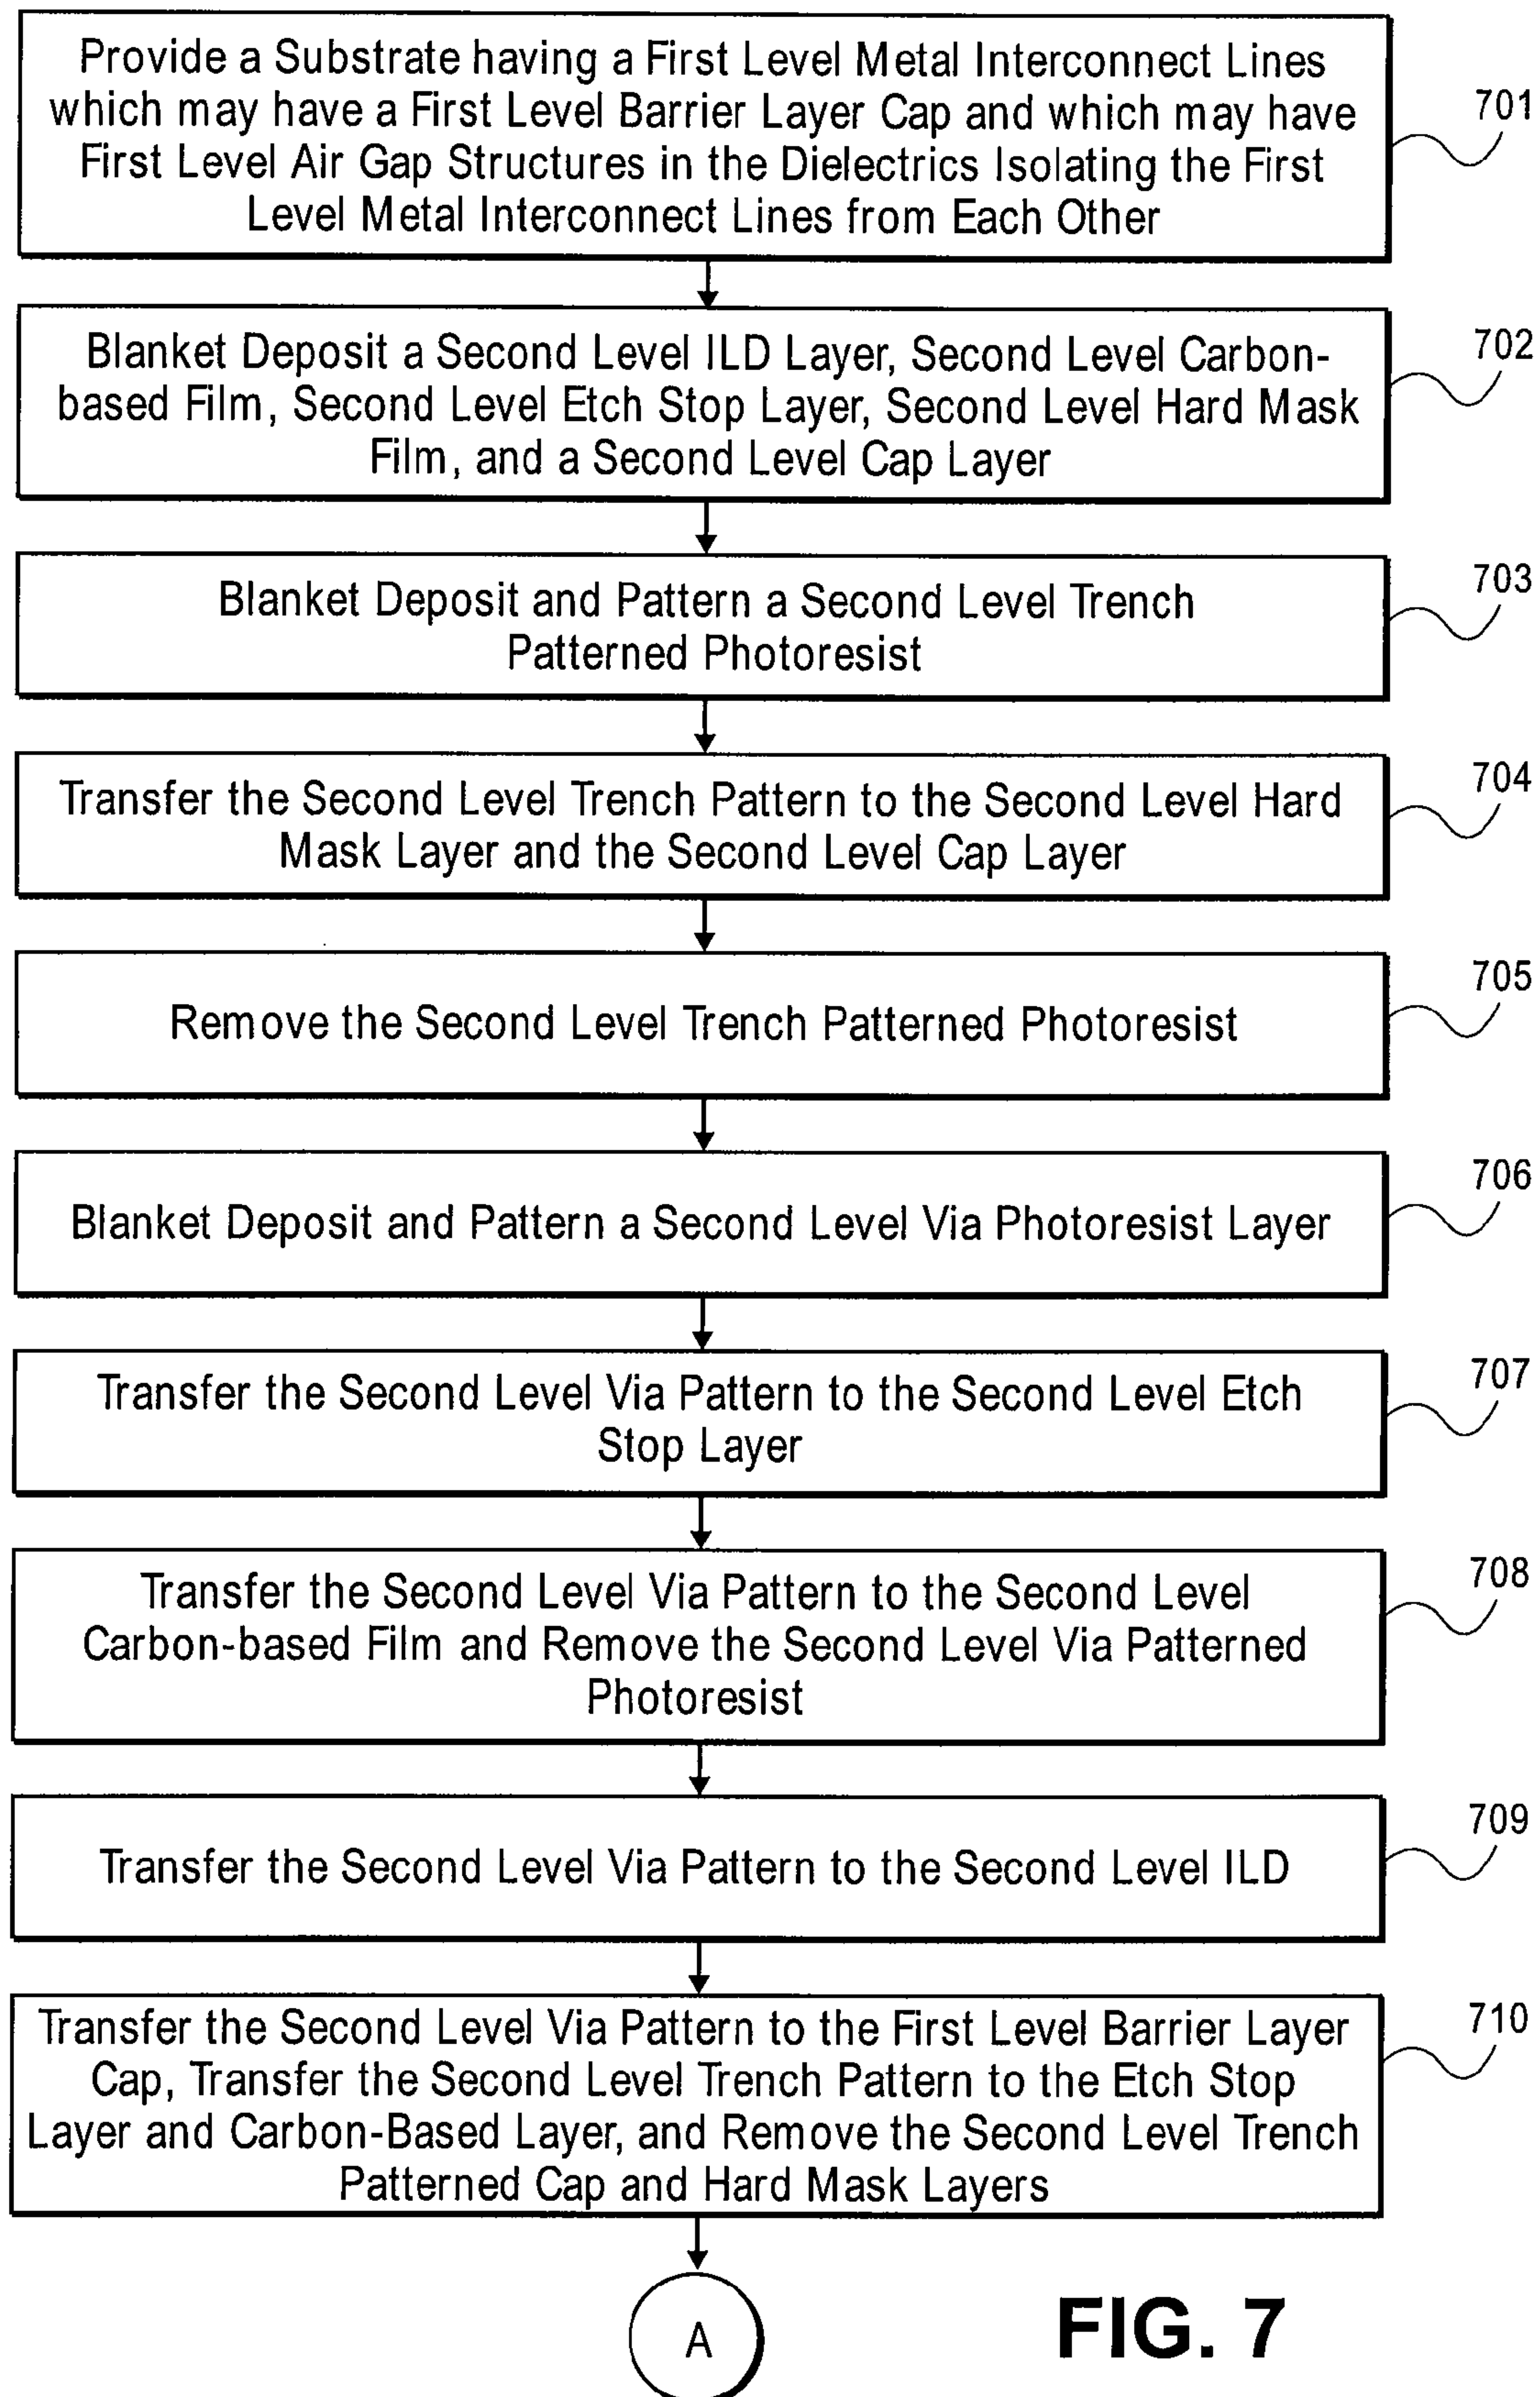 Provide a Substrate having a First Level Metal Interconnect Lines
which may have a First Level Barrier Layer Cap and which may have
First Level Air Gap Structures in the Dielectrics Isolating the First
Level Metal Interconnect Lines from Each Other
701
Blanket Deposit a Second Level ILD Layer, Second Level Carbon-
based Film, Second Level Etch Stop Layer, Second Level Hard Mask
Film, and a Second Level Cap Layer
702
Blanket Deposit and Pattern a Second Level Trench
Patterned Photoresist
703
Transfer the Second Level Trench Pattern to the Second Level Hard
Mask Layer and the Second Level Cap Layer
704
Remove the Second Level Trench Patterned Photoresist
705
Blanket Deposit and Pattern a Second Level Via Photoresist Layer
706
Transfer the Second Level Via Pattern to the Second Level Etch
Stop Layer
707
Transfer the Second Level Via Pattern to the Second Level
Carbon-based Film and Remove the Second Level Via Patterned
Photoresist
708
Transfer the Second Level Via Pattern to the Second Level ILD
709
Transfer the Second Level Via Pattern to the First Level Barrier Layer
Cap, Transfer the Second Level Trench Pattern to the Etch Stop
Layer and Carbon-Based Layer, and Remove the Second Level Trench
Patterned Cap and Hard Mask Layers
710
A
FIG. 7